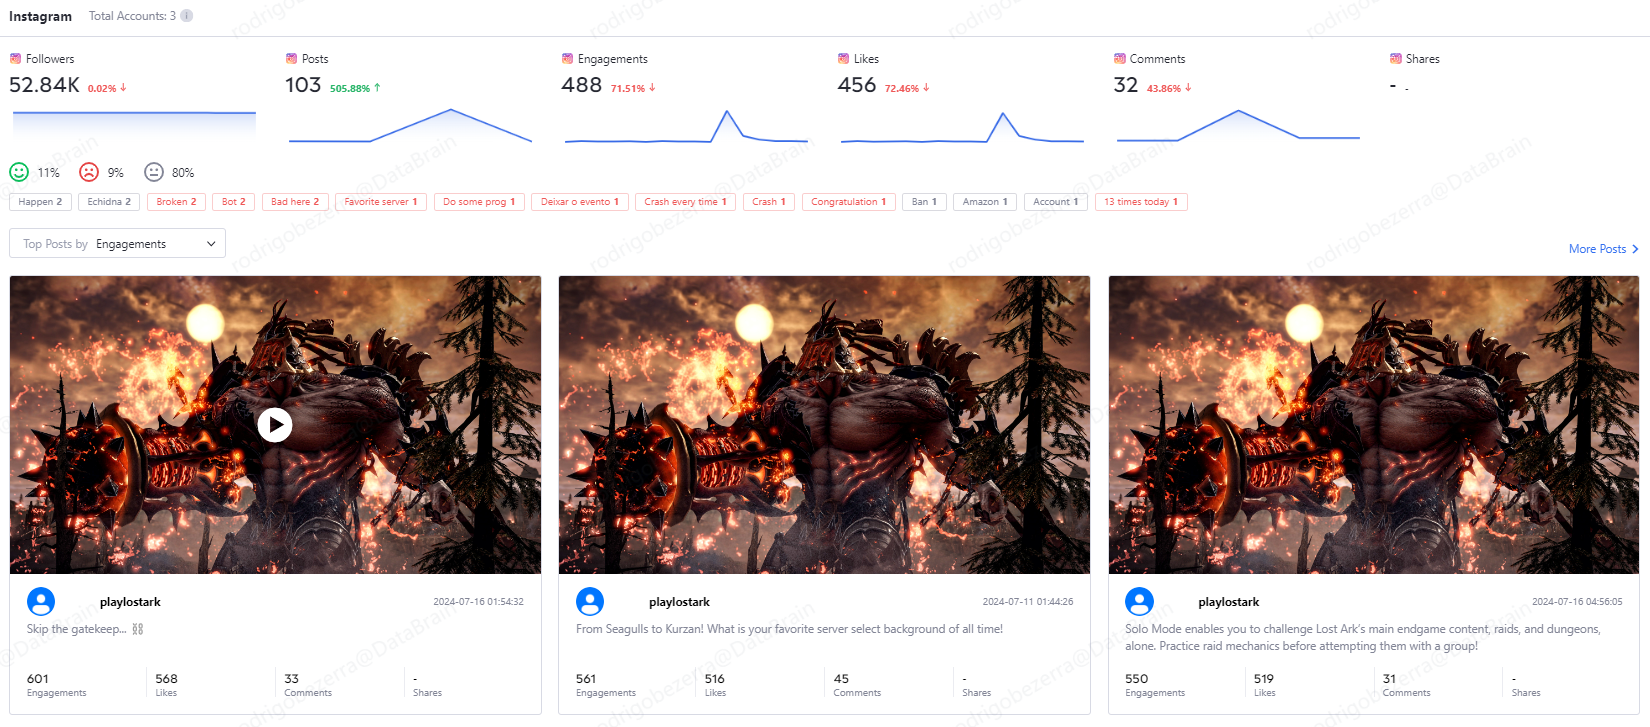 Instagram Total Accounts: 3
Followers Posts Engagements Likes Comments Shares
52.84K 0.02% ↓ 103 505.88% ↑ 488 71.51% ↓ 456 72.46% ↓ 32 43.86% ↓ - -
11% 9% 80%
Happen 2 Echidna 2 Broken 2 Bot 2 Bad here 2 Favorite server 1 Do some prog 1 Deixar o evento 1 Crash every time 1 Crash 1 Congratulation 1 Ban 1 Amazon 1 Account 1 13 times today 1
Top Posts by Engagements
More Posts >
playlostark 2024-07-16 01:54:32
Skip the gatekeep... ⛓
601 568 33 -
Engagements Likes Comments Shares
playlostark 2024-07-11 01:44:26
From Seagulls to Kurzan! What is your favorite server select background of all time!
561 516 45 -
Engagements Likes Comments Shares
playlostark 2024-07-16 04:56:05
Solo Mode enables you to challenge Lost Ark's main endgame content, raids, and dungeons,
alone. Practice raid mechanics before attempting them with a group!
550 519 31 -
Engagements Likes Comments Shares
rodrigobezerra@DataBrain